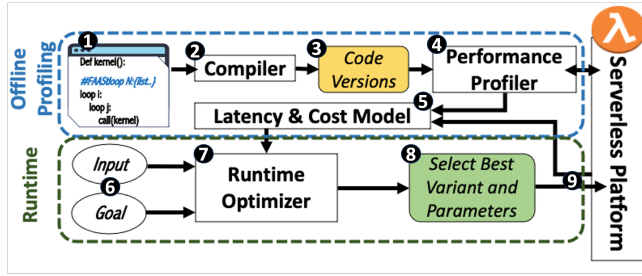 Offline
Profiling
1
Def kernel():
#FAASloop N:{list..}
loop i:
loop j:
call(kernel)
2
Compiler
3
Code
Versions
4
Performance
Profiler
5
Latency & Cost Model
Runtime
Input
6
Goal
7
Runtime
Optimizer
8
Select Best
Variant and
Parameters
9
λ
Serverless Platform